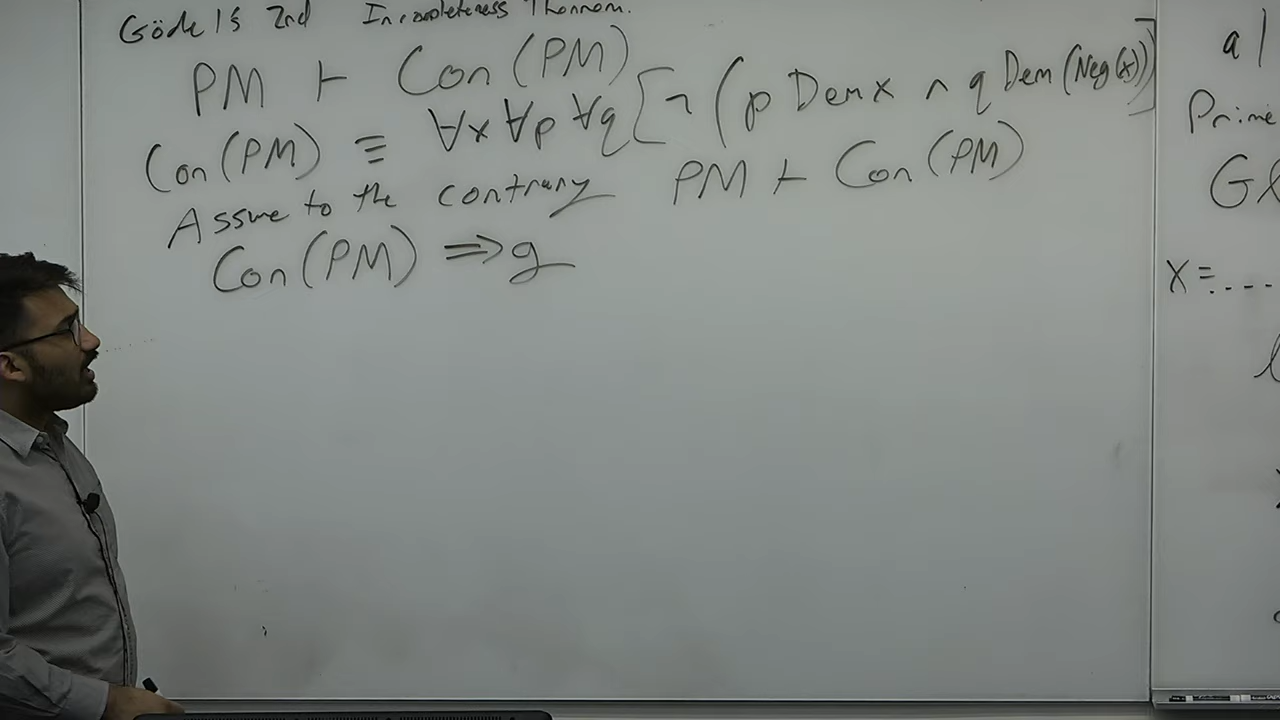 Gödel's 2nd Incompleteness Theorem.
PM ⊢ Con(PM)
Con(PM) ≡ ∀x∀p∀q[¬(p Dem x ∧ q Dem(Neg(x)))]
Assume to the contrary PM ⊢ Con(PM)
Con(PM) ⇒ g
a|
Prime
Gl
x = ....